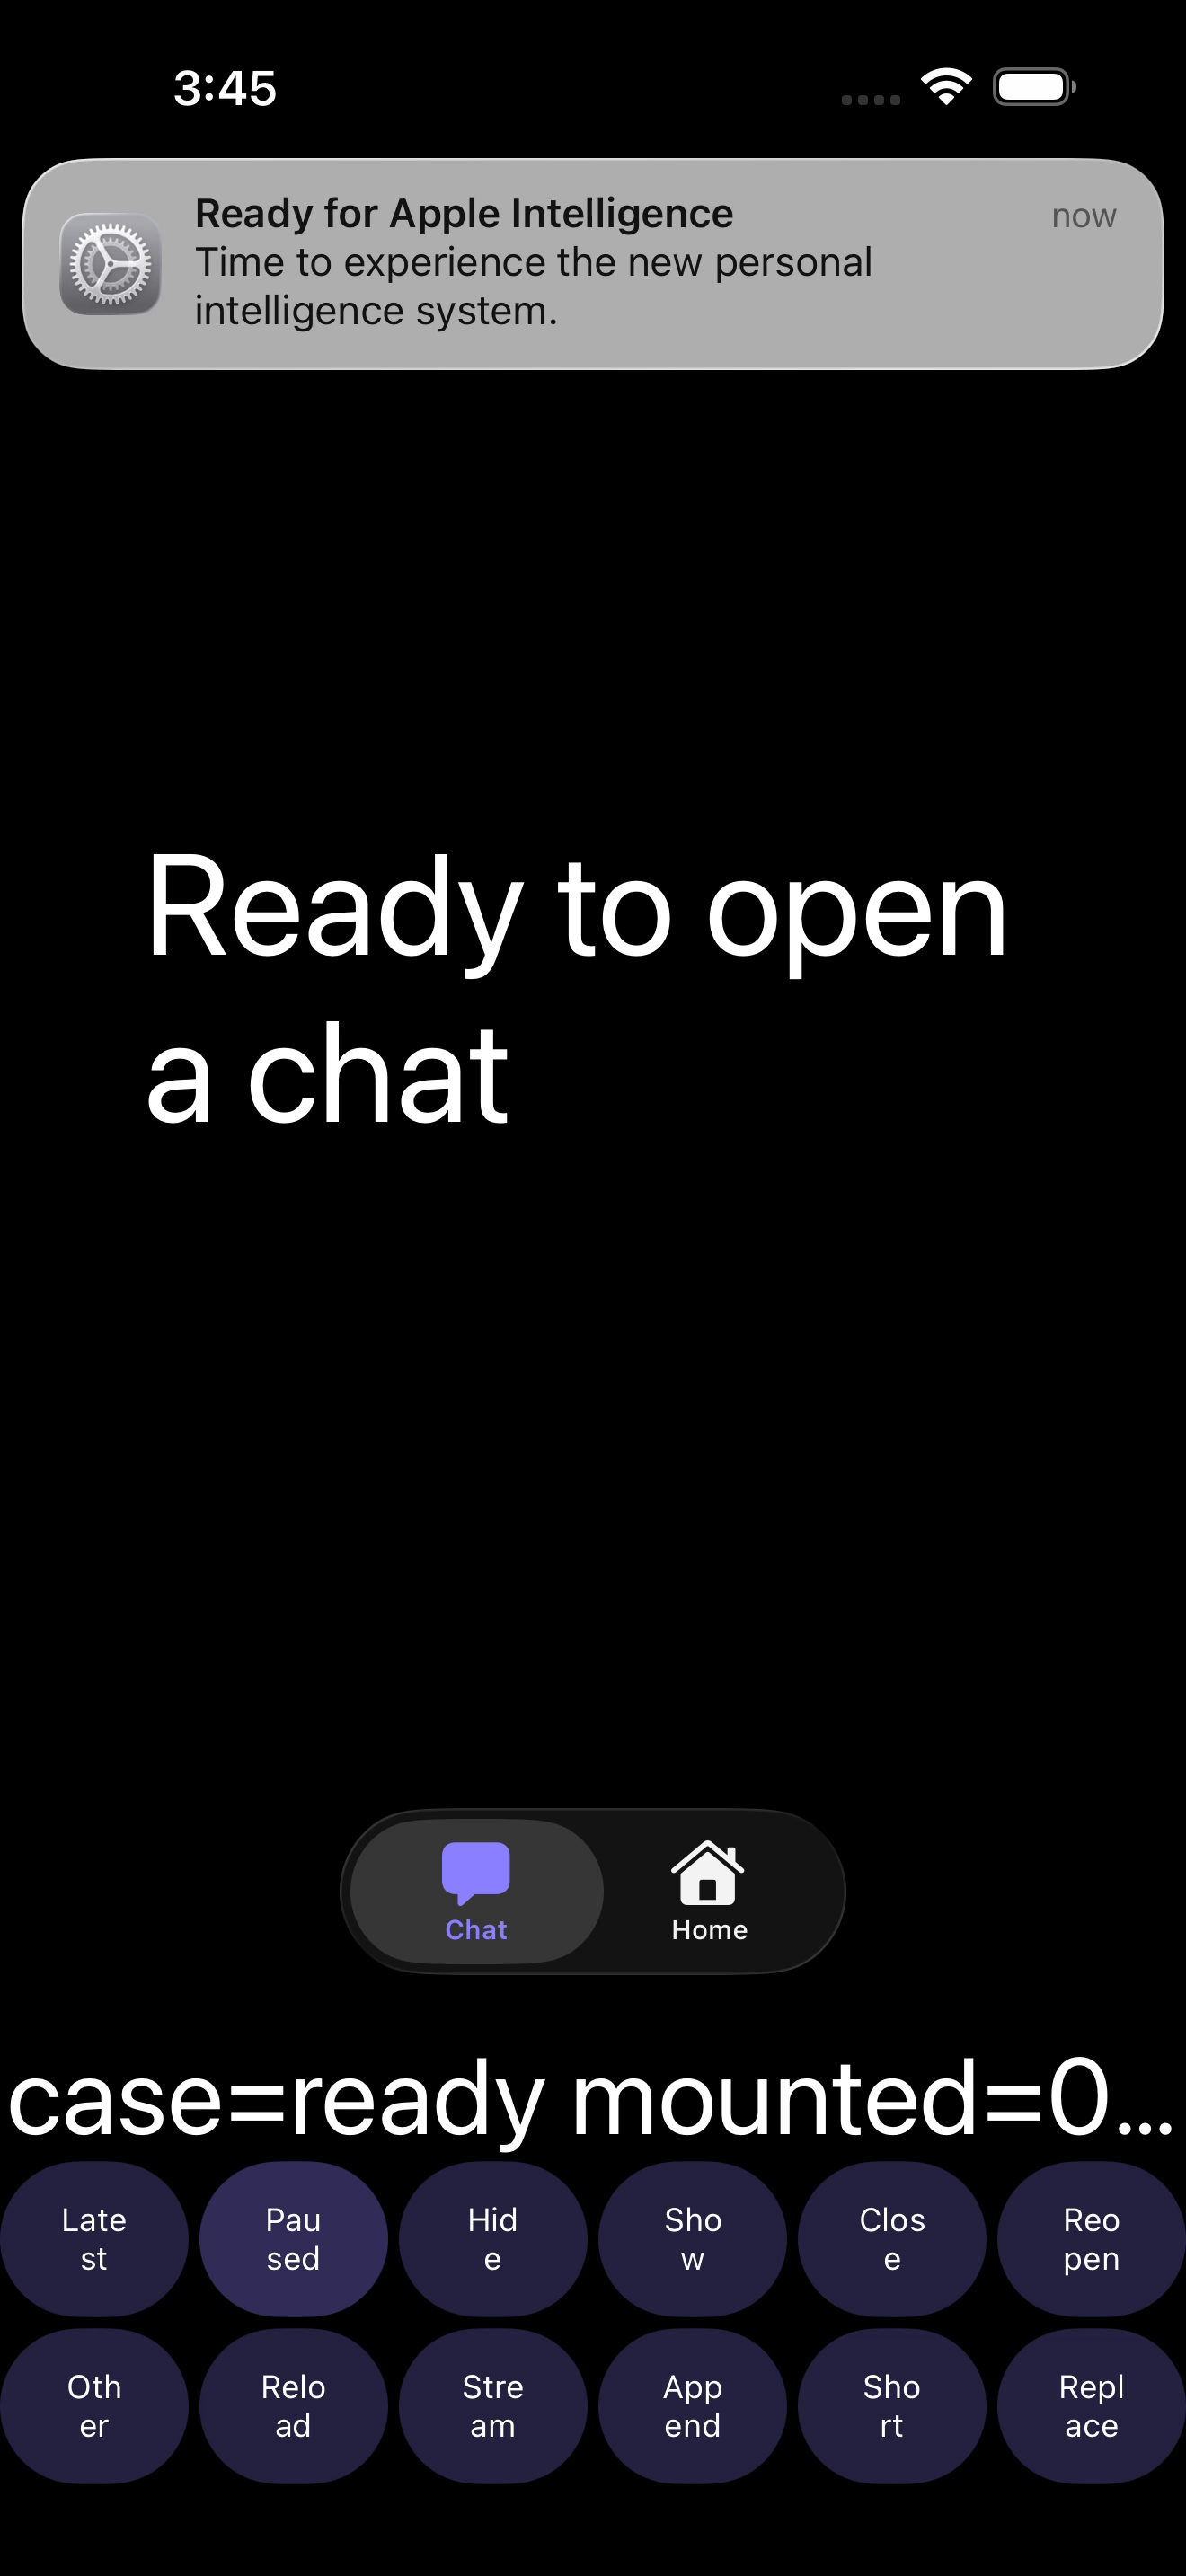 3:45
Ready for Apple Intelligence
now
Time to experience the new personal
intelligence system.
Ready to open
a chat
Chat
Home
case=ready mounted=0...
Late
st
Pau
sed
Hid
e
Sho
w
Clos
e
Reo
pen
Oth
er
Relo
ad
Stre
am
App
end
Sho
rt
Repl
ace